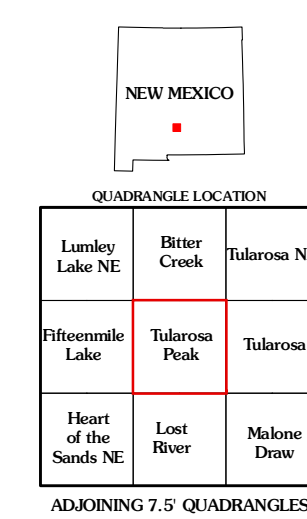 NEW MEXICO
QUADRANGLE LOCATION
Lumley
Lake NE
Bitter
Creek
Tularosa N
Fifteenmile
Lake
Tularosa
Peak
Tularosa
Heart
of the
Sands NE
Lost
River
Malone
Draw
ADJOINING 7.5' QUADRANGLES